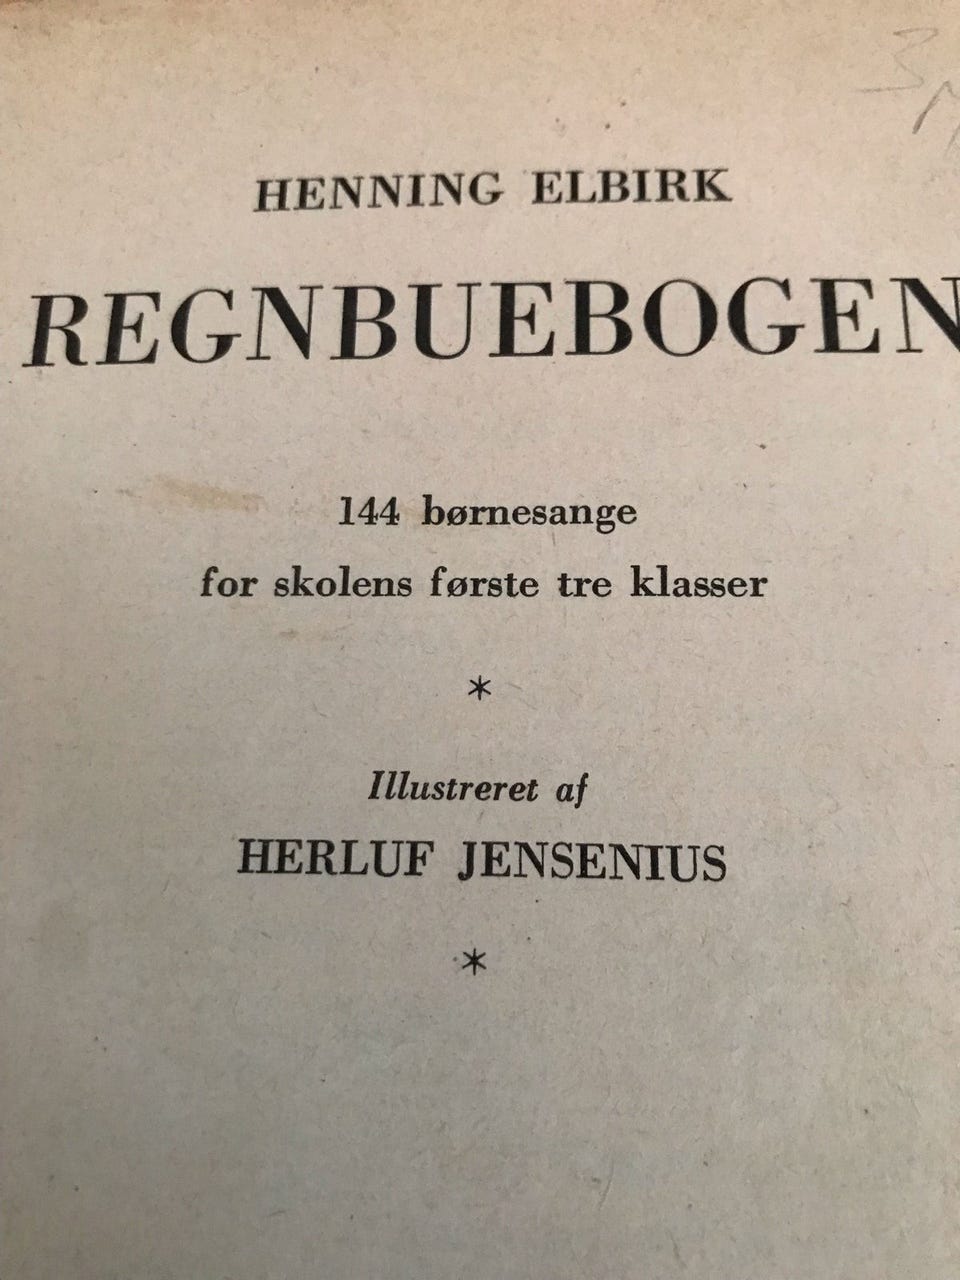 HENNING ELBIRK
REGNBUEBOGEN
144 børnesange
for skolens første tre klasser
*
Illustreret af
HERLUF JENSENIUS
*